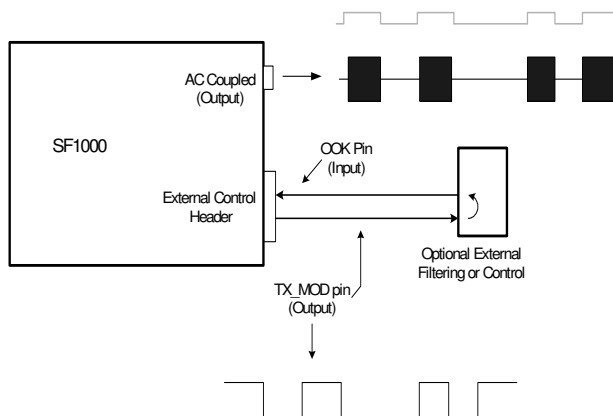 AC Coupled
(Output)
SF1000
OOK Pin
(Input)
External Control
Header
Optional External
Filtering or Control
TX_MOD pin
(Output)